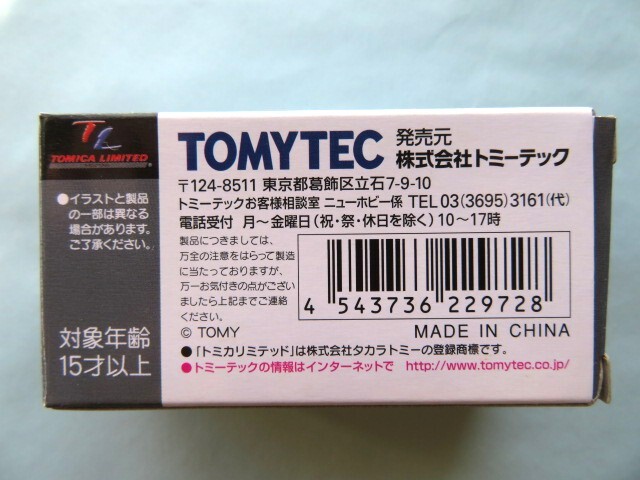 TL
TOMICA LIMITED
●イラストと製品
の一部は異なる
場合があります。
ご了承ください。
対象年齢
15才以上
TOMYTEC
発売元
株式会社トミーテック
〒124-8511 東京都葛飾区立石7-9-10
トミーテックお客様相談室 ニューホビー係 TEL 03(3695)3161(代)
電話受付 月～金曜日(祝・祭・休日を除く)10～17時
製品につきましては、
万全の注意をはらって製造
に当たっておりますが、
万一お気付きの点がござい
ましたら上記までご連絡
ください。
© TOMY
4 543736 229728
MADE IN CHINA
●「トミカリミテッド」は株式会社タカラトミーの登録商標です。
●トミーテックの情報はインターネットで http://www.tomytec.co.jp/